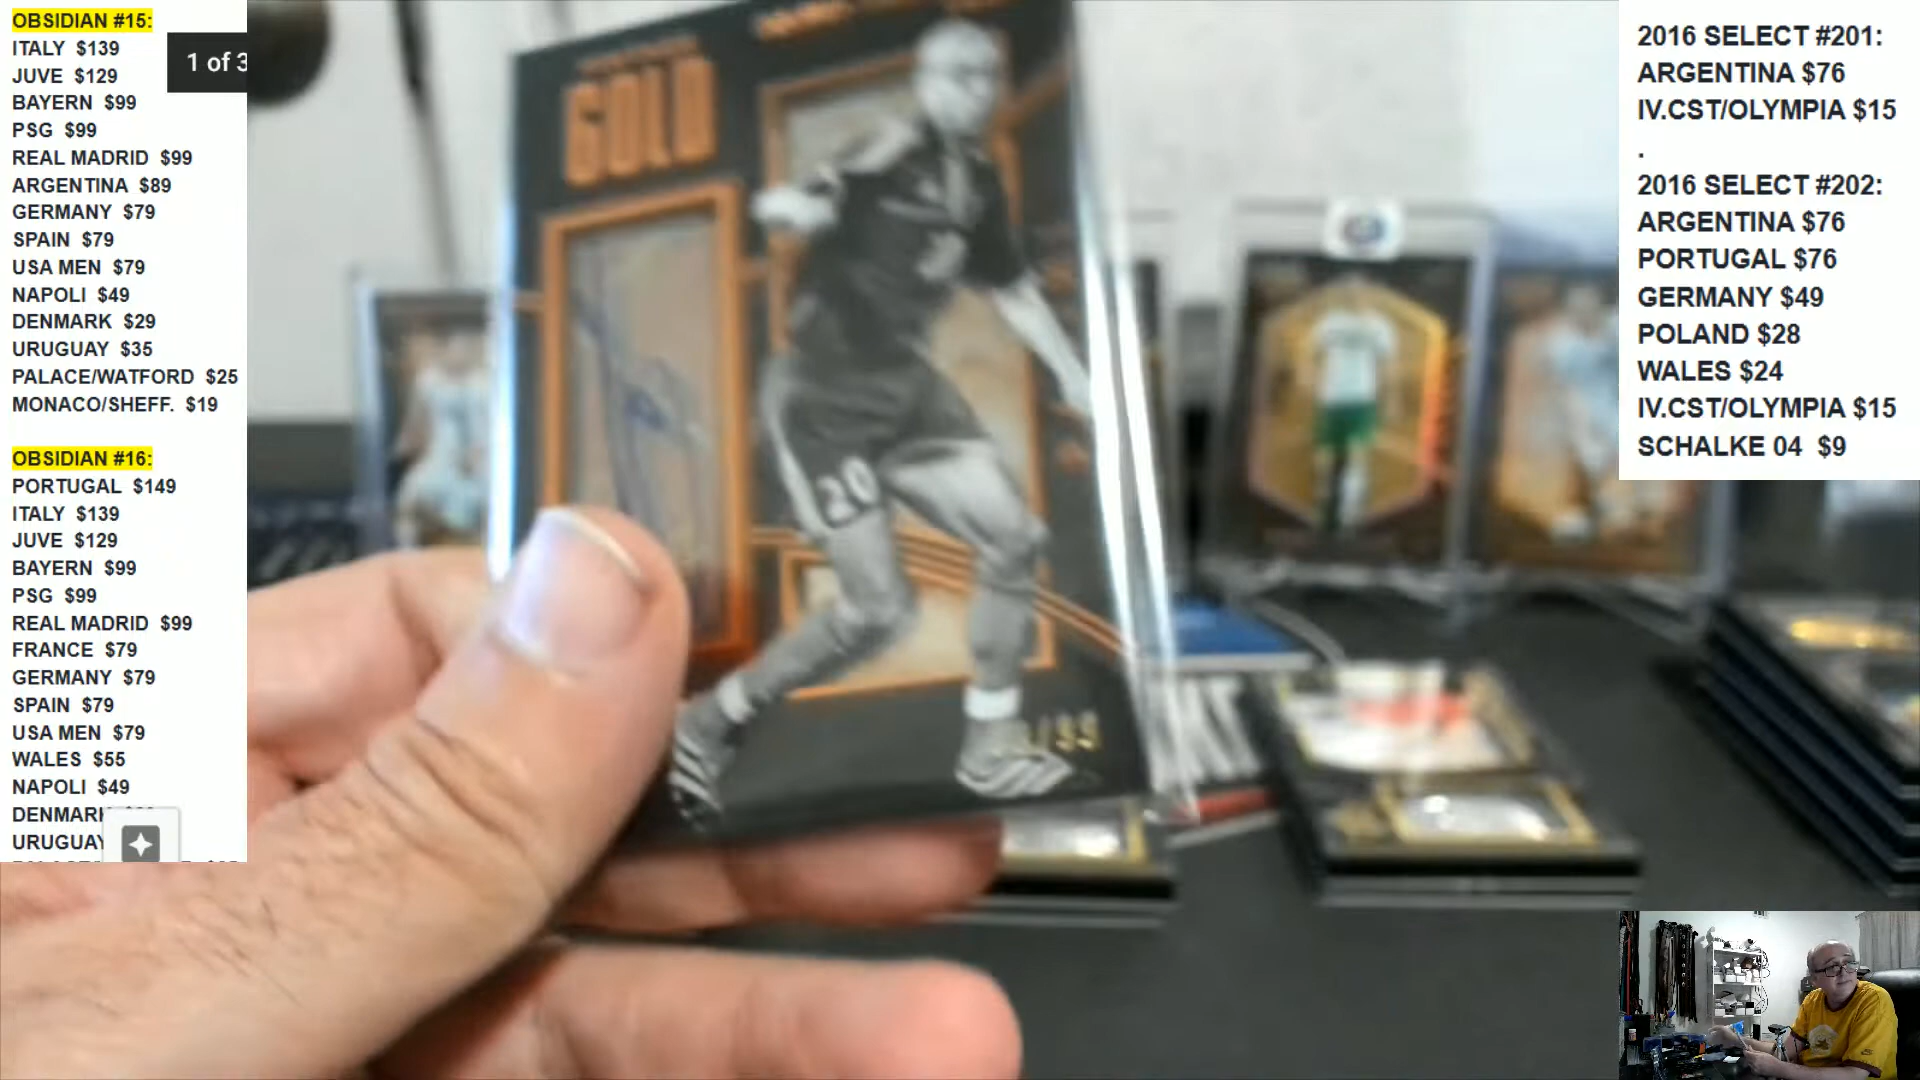 OBSIDIAN #15:
ITALY $139
JUVE $129
BAYERN $99
PSG $99
REAL MADRID $99
ARGENTINA $89
GERMANY $79
SPAIN $79
USA MEN $79
NAPOLI $49
DENMARK $29
URUGUAY $35
PALACE/WATFORD $25
MONACO/SHEFF. $19
OBSIDIAN #16:
PORTUGAL $149
ITALY $139
JUVE $129
BAYERN $99
PSG $99
REAL MADRID $99
FRANCE $79
GERMANY $79
SPAIN $79
USA MEN $79
WALES $55
NAPOLI $49
DENMARK
URUGUAY
1 of 3
GOLD
20
/99
2016 SELECT #201:
ARGENTINA $76
IV.CST/OLYMPIA $15
.
2016 SELECT #202:
ARGENTINA $76
PORTUGAL $76
GERMANY $49
POLAND $28
WALES $24
IV.CST/OLYMPIA $15
SCHALKE 04 $9